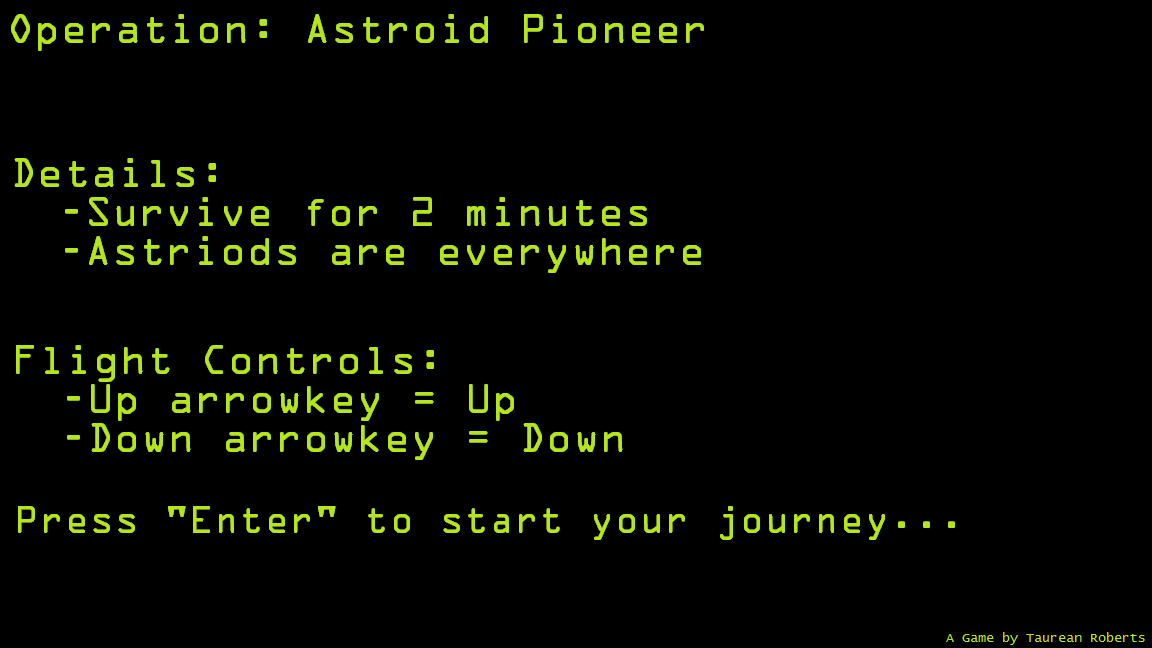 Operation: Astroid Pioneer
Details:
-Survive for 2 minutes
-Astriods are everywhere
Flight Controls:
-Up arrowkey = Up
-Down arrowkey = Down
Press "Enter" to start your journey...
A Game by Taurean Roberts